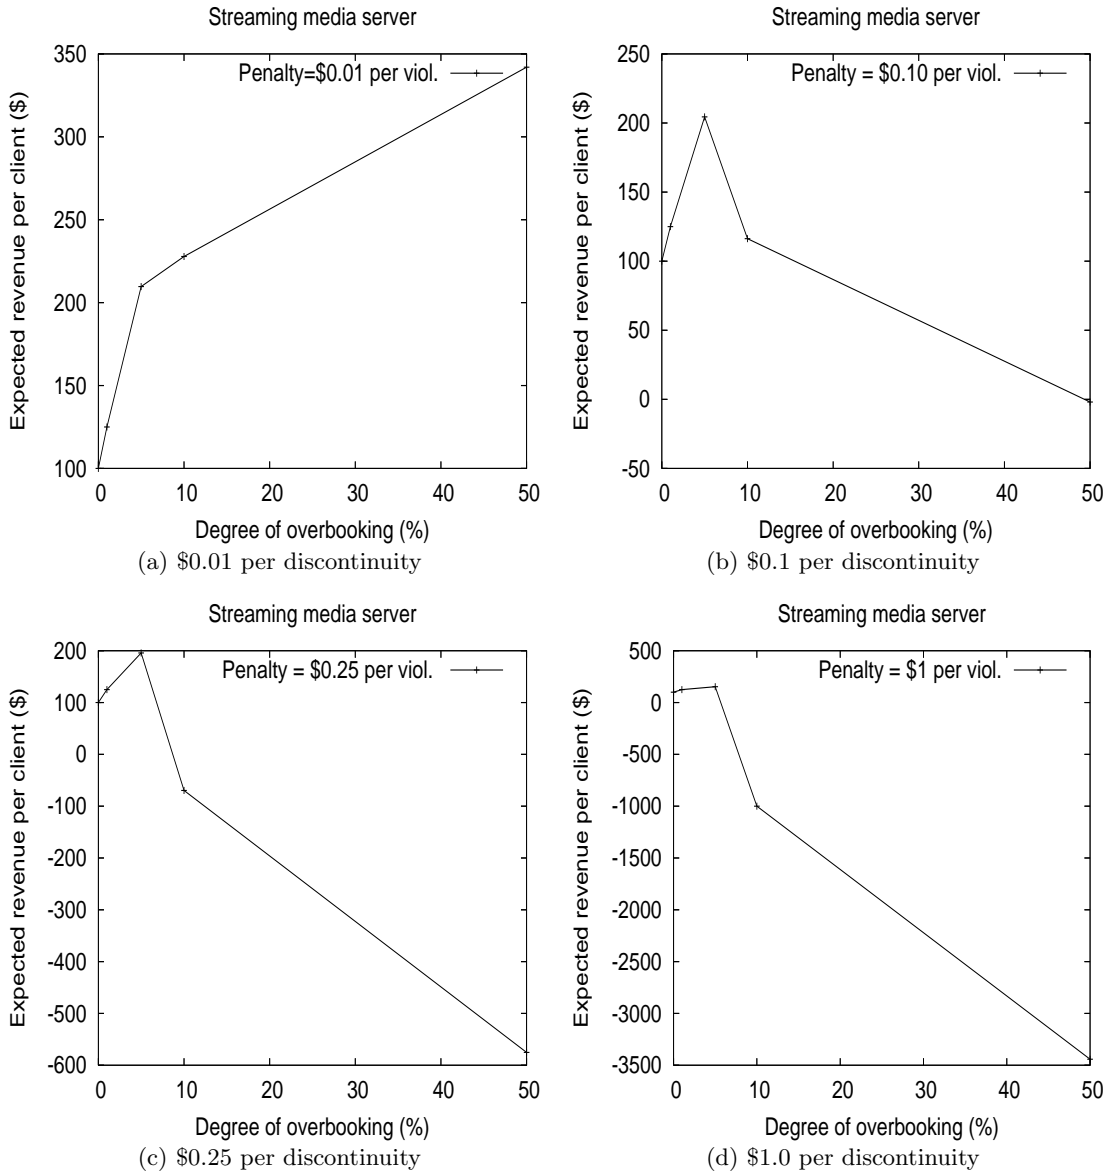 Streaming media server
350
300
250
200
150
100
Expected revenue per client ($)
Penalty=$0.01 per viol.
0 10 20 30 40 50
Degree of overbooking (%)
(a) $0.01 per discontinuity
Streaming media server
250
200
150
100
50
0
-50
Expected revenue per client ($)
Penalty = $0.10 per viol.
0 10 20 30 40 50
Degree of overbooking (%)
(b) $0.1 per discontinuity
Streaming media server
200
100
0
-100
-200
-300
-400
-500
-600
Expected revenue per client ($)
Penalty = $0.25 per viol.
0 10 20 30 40 50
Degree of overbooking (%)
(c) $0.25 per discontinuity
Streaming media server
500
0
-500
-1000
-1500
-2000
-2500
-3000
-3500
Expected revenue per client ($)
Penalty = $1 per viol.
0 10 20 30 40 50
Degree of overbooking (%)
(d) $1.0 per discontinuity